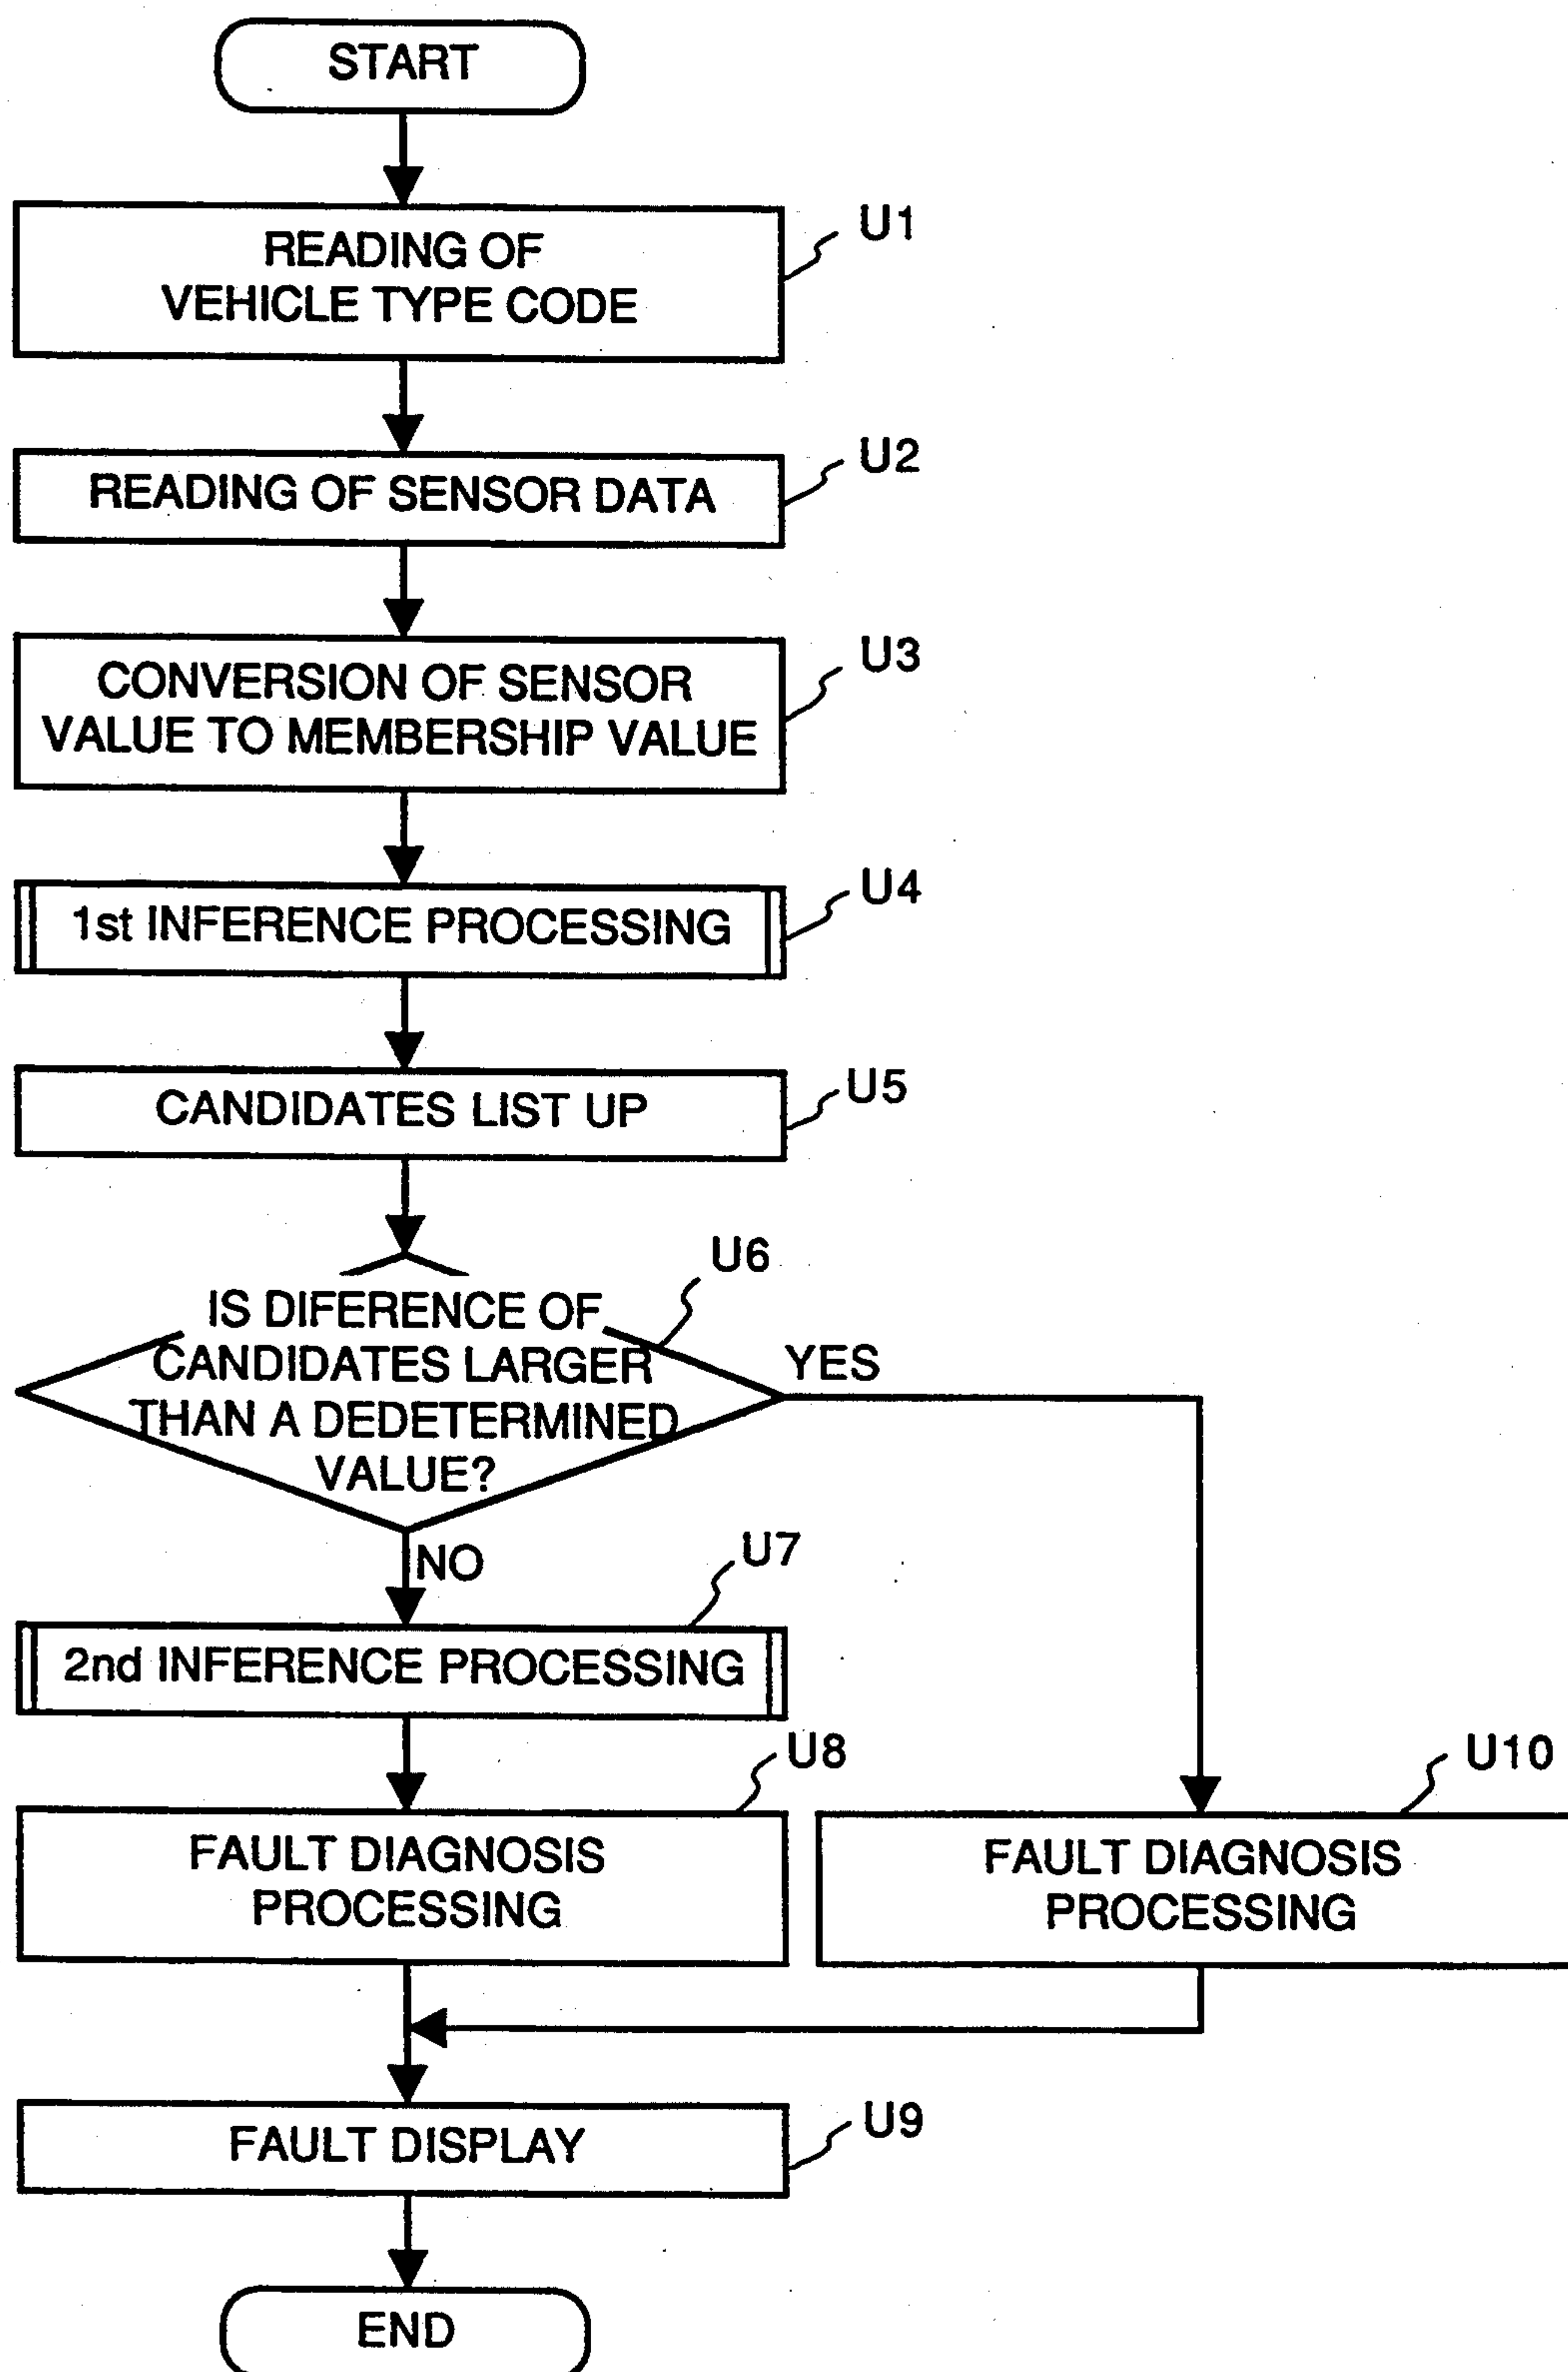 START
READING OF
VEHICLE TYPE CODE
U1
READING OF SENSOR DATA
U2
CONVERSION OF SENSOR
VALUE TO MEMBERSHIP VALUE
U3
1st INFERENCE PROCESSING
U4
CANDIDATES LIST UP
U5
U6
IS DIFERENCE OF
CANDIDATES LARGER
THAN A DEDETERMINED
VALUE?
YES
NO
U7
2nd INFERENCE PROCESSING
U8
FAULT DIAGNOSIS
PROCESSING
U10
FAULT DIAGNOSIS
PROCESSING
FAULT DISPLAY
U9
END